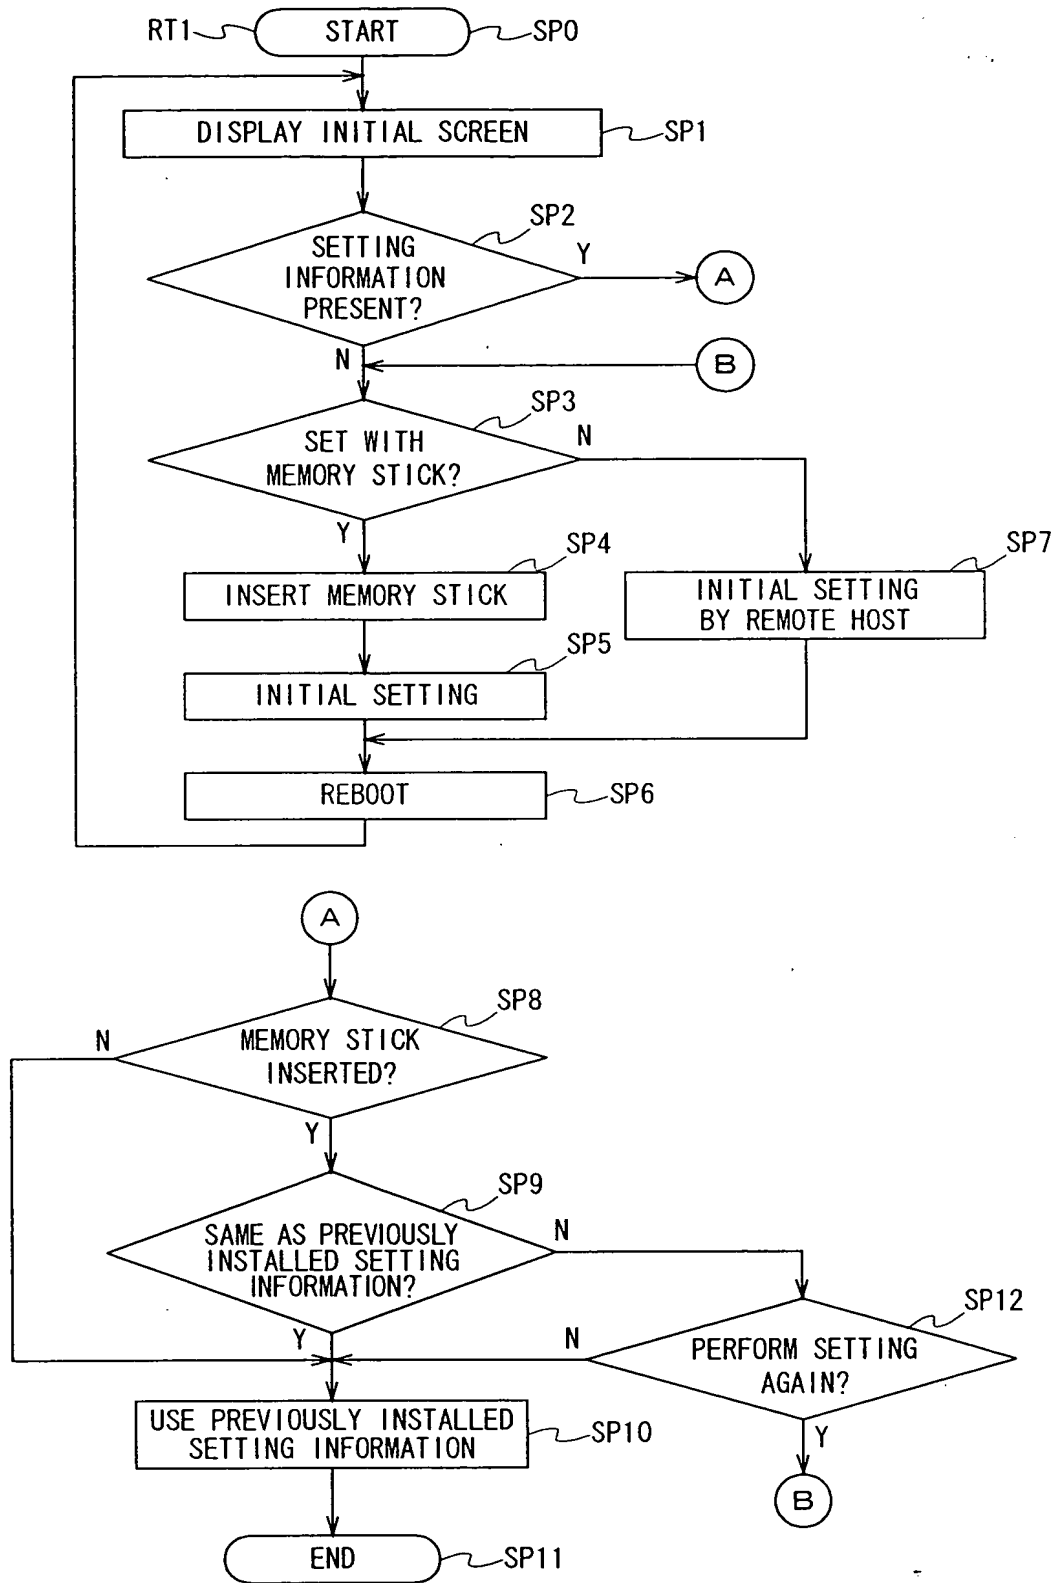 RT1
START
SP0
DISPLAY INITIAL SCREEN
SP1
SP2
SETTING
INFORMATION
PRESENT?
Y
A
N
B
SP3
SET WITH
MEMORY STICK?
N
Y
SP4
INSERT MEMORY STICK
SP7
INITIAL SETTING
BY REMOTE HOST
SP5
INITIAL SETTING
REBOOT
SP6
A
SP8
N
MEMORY STICK
INSERTED?
Y
SP9
SAME AS PREVIOUSLY
INSTALLED SETTING
INFORMATION?
N
Y
SP12
N
PERFORM SETTING
AGAIN?
USE PREVIOUSLY INSTALLED
SETTING INFORMATION
SP10
Y
B
END
SP11